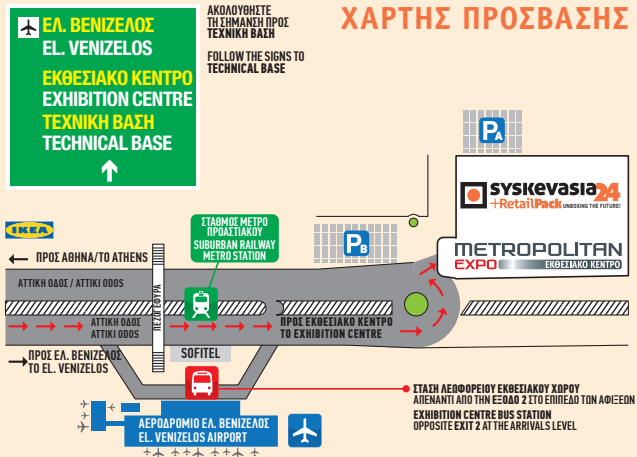 ΕΛ. ΒΕΝΙΖΕΛΟΣ
EL. VENIZELOS
ΕΚΘΕΣΙΑΚΟ ΚΕΝΤΡΟ
EXHIBITION CENTRE
ΤΕΧΝΙΚΗ ΒΑΣΗ
TECHNICAL BASE
ΑΚΟΛΟΥΘΗΣΤΕ
ΤΗ ΣΗΜΑΝΣΗ ΠΡΟΣ
ΤΕΧΝΙΚΗ ΒΑΣΗ
FOLLOW THE SIGNS TO
TECHNICAL BASE
ΧΑΡΤΗΣ ΠΡΟΣΒΑΣΗΣ
PA
syskevasia24
+RetailPack UNBOXING THE FUTURE!
METROPOLITAN
EXPO ΕΚΘΕΣΙΑΚΟ ΚΕΝΤΡΟ
PB
IKEA
ΣΤΑΘΜΟΣ ΜΕΤΡΟ
ΠΡΟΑΣΤΙΑΚΟΥ
SUBURBAN RAILWAY
METRO STATION
ΠΡΟΣ ΑΘΗΝΑ/TO ATHENS
ΑΤΤΙΚΗ ΟΔΟΣ / ATTIKI ODOS
ΠΕΖΟΓΕΦΥΡΑ
ΑΤΤΙΚΗ ΟΔΟΣ
ATTIKI ODOS
ΠΡΟΣ ΕΚΘΕΣΙΑΚΟ ΚΕΝΤΡΟ
TO EXHIBITION CENTRE
ΠΡΟΣ ΕΛ. ΒΕΝΙΖΕΛΟΣ
TO EL. VENIZELOS
SOFITEL
ΣΤΑΣΗ ΛΕΩΦΟΡΕΙΟΥ ΕΚΘΕΣΙΑΚΟΥ ΧΩΡΟΥ
ΑΠΕΝΑΝΤΙ ΑΠΟ ΤΗΝ ΕΞΟΔΟ 2 ΣΤΟ ΕΠΙΠΕΔΟ ΤΩΝ ΑΦΙΞΕΩΝ
EXHIBITION CENTRE BUS STATION
OPPOSITE EXIT 2 AT THE ARRIVALS LEVEL
ΑΕΡΟΔΡΟΜΙΟ ΕΛ. ΒΕΝΙΖΕΛΟΣ
EL. VENIZELOS AIRPORT